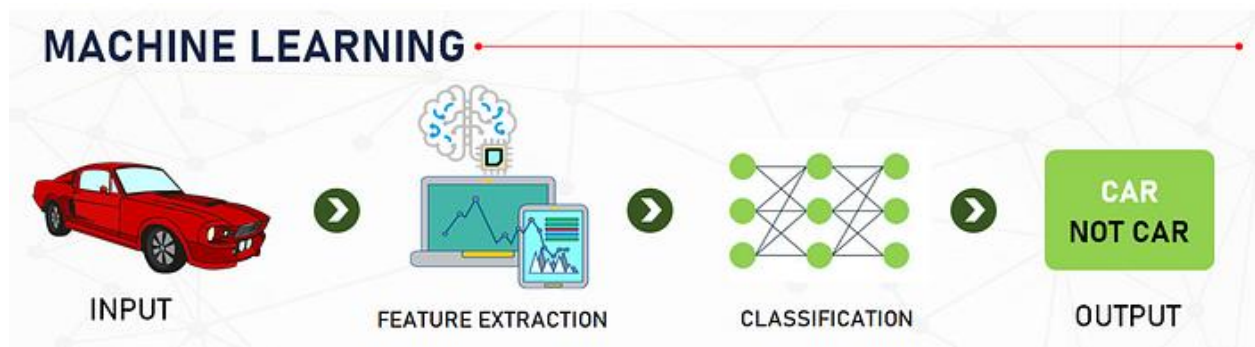 MACHINE LEARNING
CAR
NOT CAR
INPUT
FEATURE EXTRACTION
CLASSIFICATION
OUTPUT